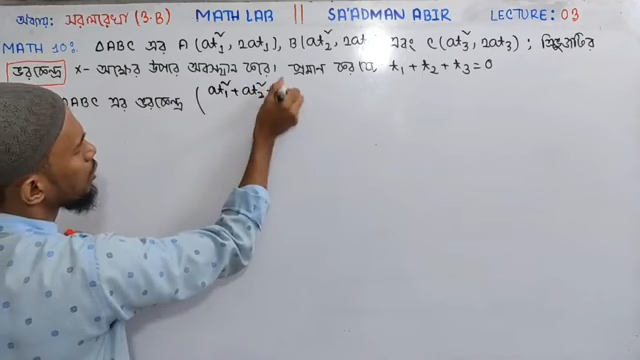 অধ্যায়: সরলরেখা (3.B) MATH LAB || SA'ADMAN ABIR LECTURE: 03
MATH 10: ΔABC এর A (at₁², 2at₁), B(at₂², 2at এবং C(at₃², 2at₃) ; ত্রিভুজটির
ভরকেন্দ্র x- অক্ষের উপর অবস্থান করে। প্রমাণ কর যে t₁ + t₂ + t₃ = 0
ΔABC এর ভরকেন্দ্র ( at₁² + at₂² +